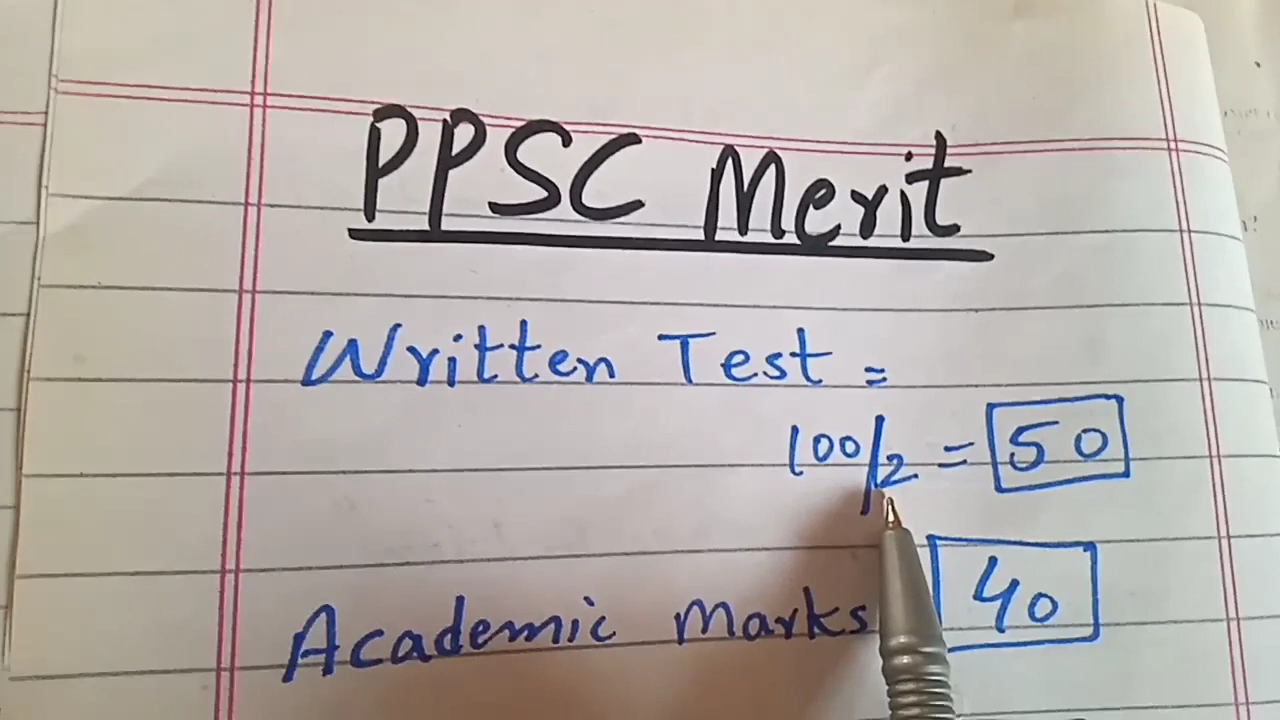 PPSC Merit
Written Test =
100/2 = 50
Academic Marks 40